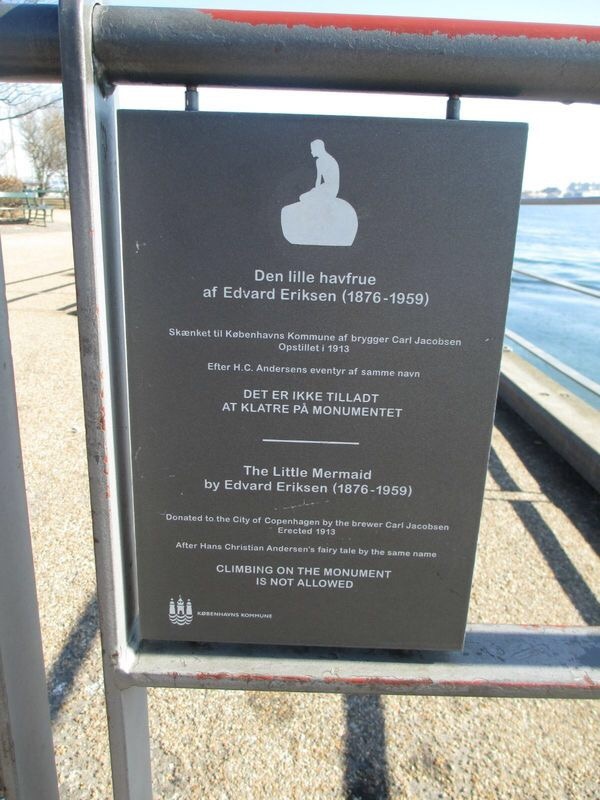 Den lille havfrue
af Edvard Eriksen (1876-1959)
Skænket til Københavns Kommune af brygger Carl Jacobsen
Opstillet i 1913
Efter H.C. Andersens eventyr af samme navn
DET ER IKKE TILLADT
AT KLATRE PÅ MONUMENTET
The Little Mermaid
by Edvard Eriksen (1876-1959)
Donated to the City of Copenhagen by the brewer Carl Jacobsen
Erected 1913
After Hans Christian Andersen's fairy tale by the same name
CLIMBING ON THE MONUMENT
IS NOT ALLOWED
KØBENHAVNS KOMMUNE